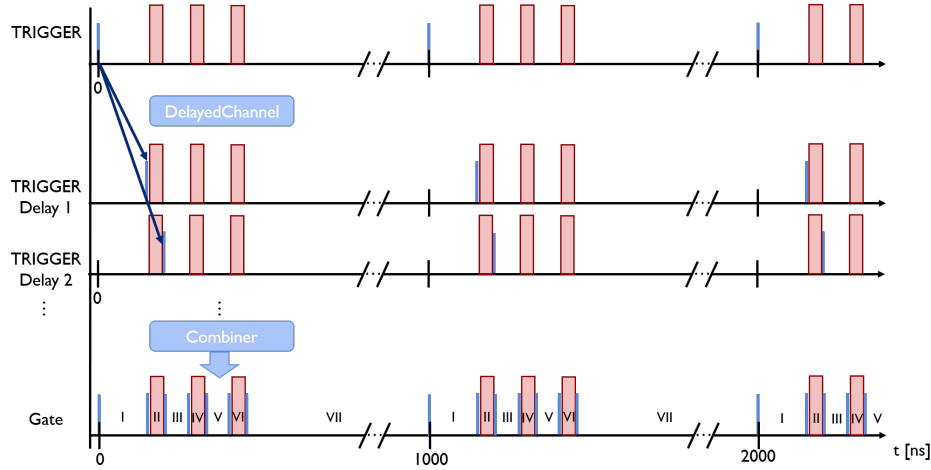 TRIGGER
...
...
0
DelayedChannel
TRIGGER
Delay 1
...
...
TRIGGER
Delay 2
...
...
0
...
...
Combiner
Gate
I II III IV V VI VII I II III IV V VI VII I II III IV V
...
...
0 1000 2000 t [ns]